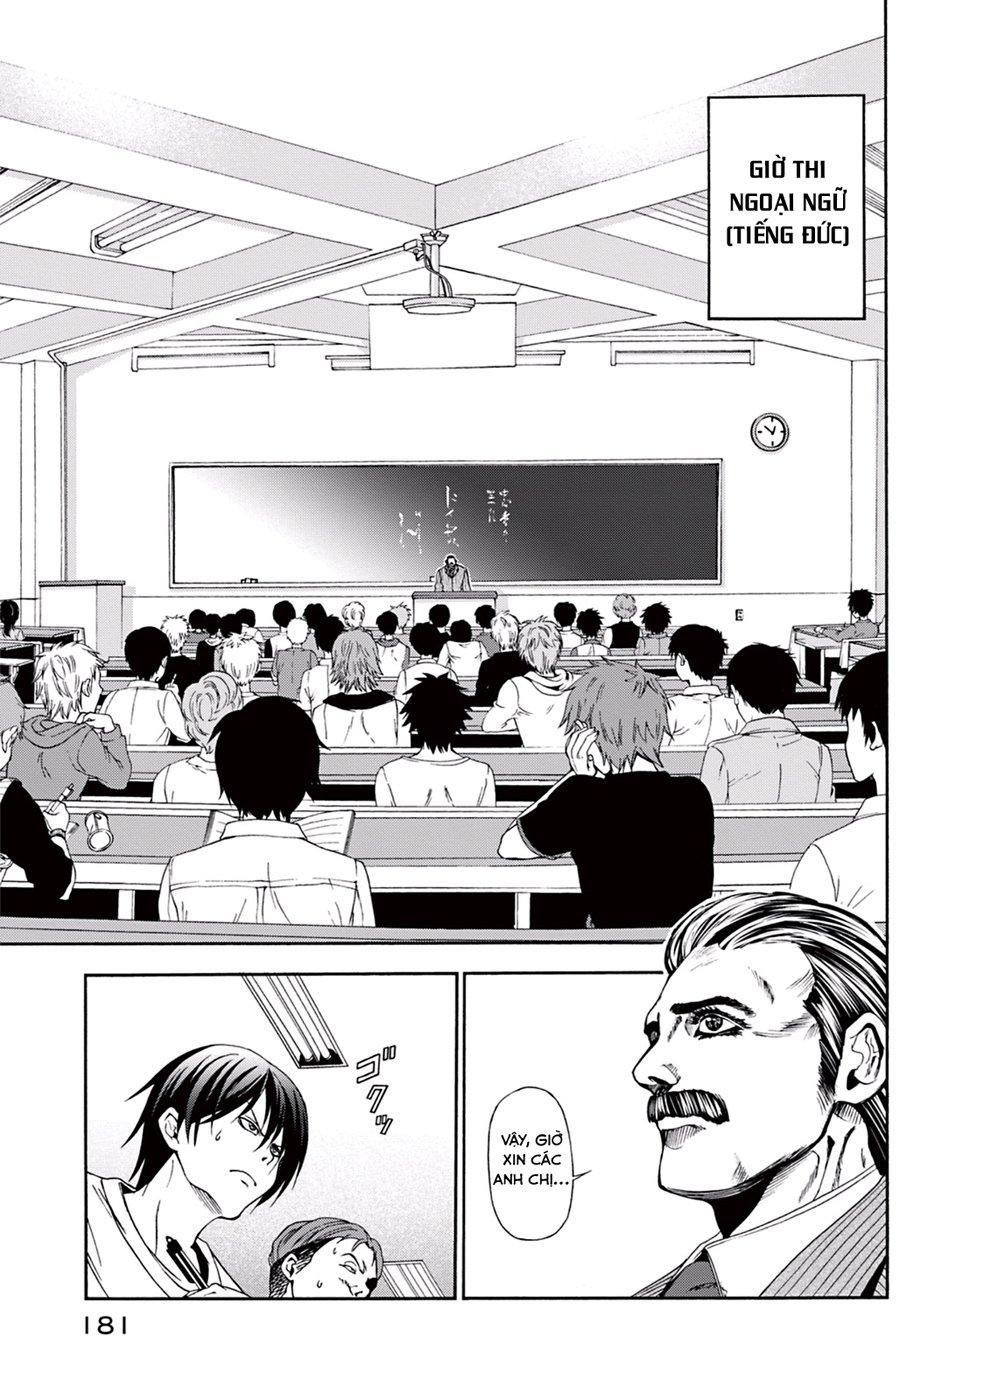 GIỜ THI
NGOẠI NGỮ
(TIẾNG ĐỨC)
VẬY, GIỜ
XIN CÁC
ANH CHỊ...
ゴクッ
181